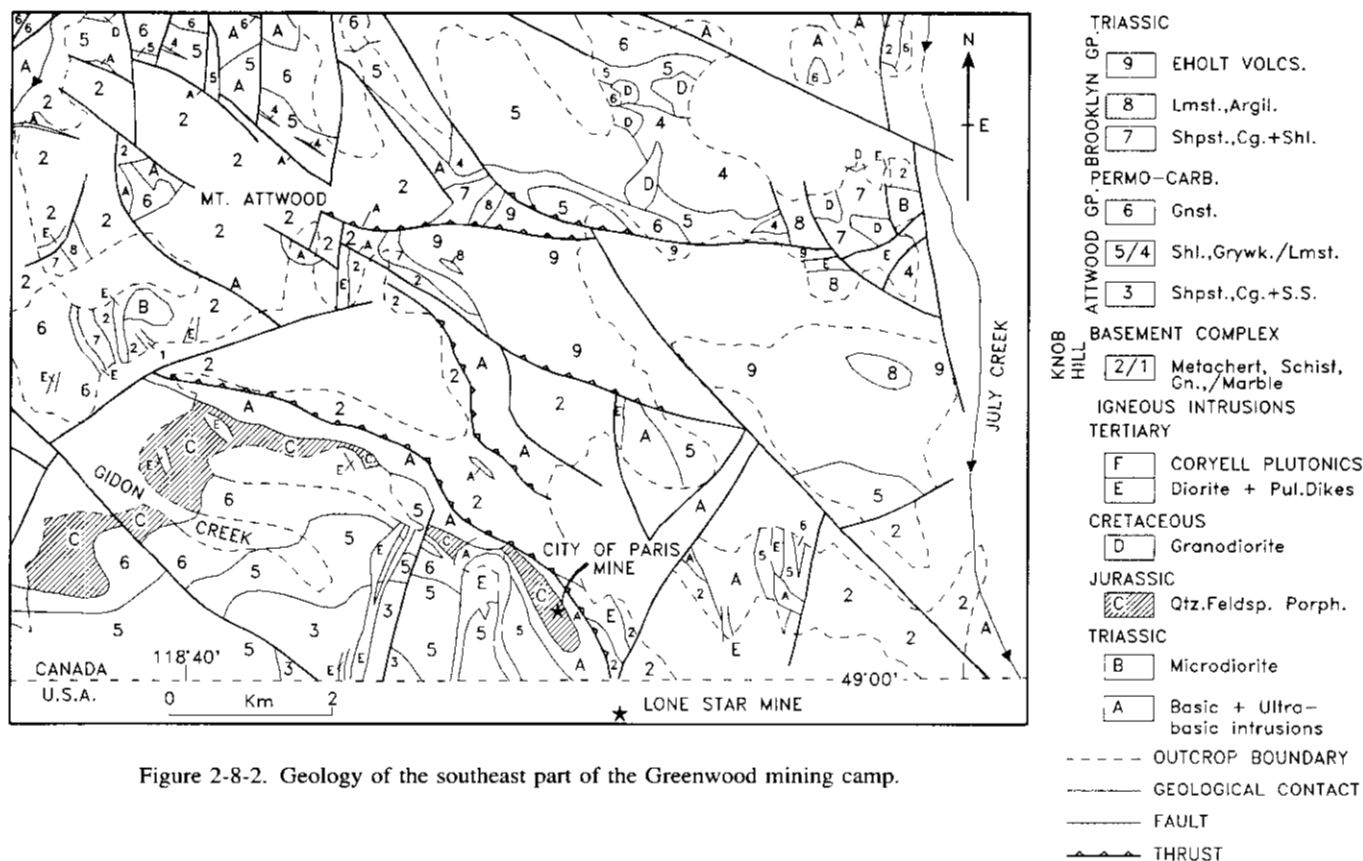 MT. ATTWOOD
N
E
JULY CREEK
GIDON
CREEK
CITY OF PARIS
MINE
CANADA
U.S.A.
118°40'
49°00'
0 Km 2
LONE STAR MINE
TRIASSIC
BROOKLYN GP.
9 EHOLT VOLCS.
8 Lmst.,Argil.
7 Shpst.,Cg.+Shl.
PERMO-CARB.
ATTWOOD GP.
6 Gnst.
5/4 Shl.,Grywk./Lmst.
3 Shpst.,Cg.+S.S.
BASEMENT COMPLEX
KNOB
HILL
2/1 Metachert, Schist,
Gn.,/Marble
IGNEOUS INTRUSIONS
TERTIARY
F CORYELL PLUTONICS
E Diorite + Pul.Dikes
CRETACEOUS
D Granodiorite
JURASSIC
C Qtz.Feldsp. Porph.
TRIASSIC
B Microdiorite
A Basic + Ultra-
basic intrusions
OUTCROP BOUNDARY
GEOLOGICAL CONTACT
FAULT
THRUST
Figure 2-8-2. Geology of the southeast part of the Greenwood mining camp.